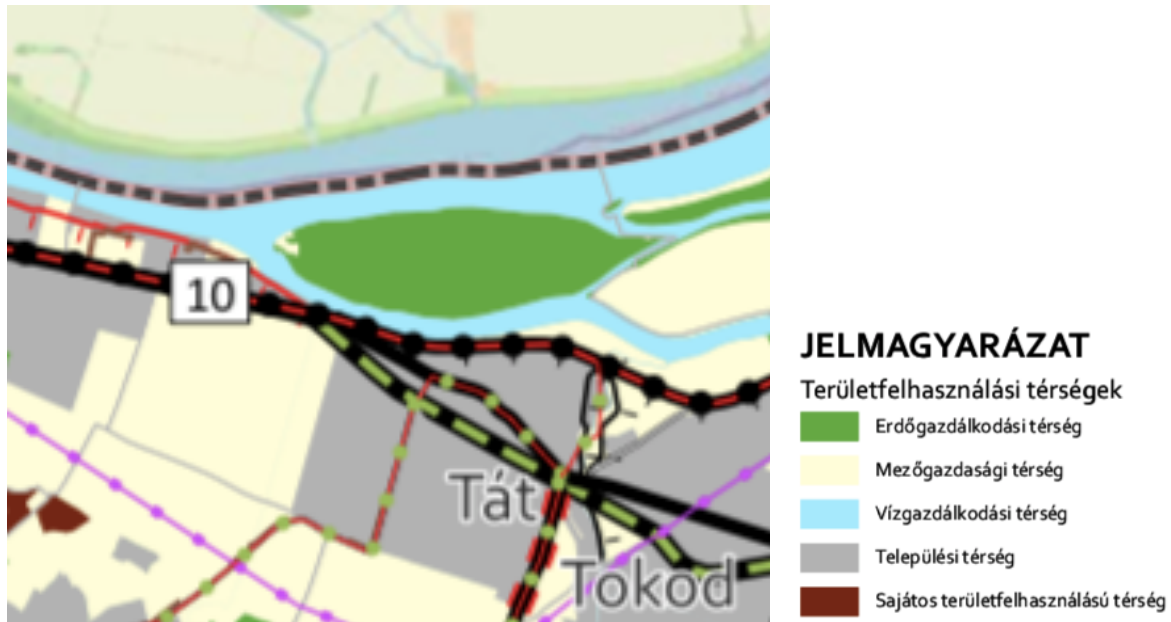 10
Tát
Tokod
JELMAGYARÁZAT
Területfelhasználási térségek
Erdőgazdálkodási térség
Mezőgazdasági térség
Vízgazdálkodási térség
Települési térség
Sajátos területfelhasználású térség